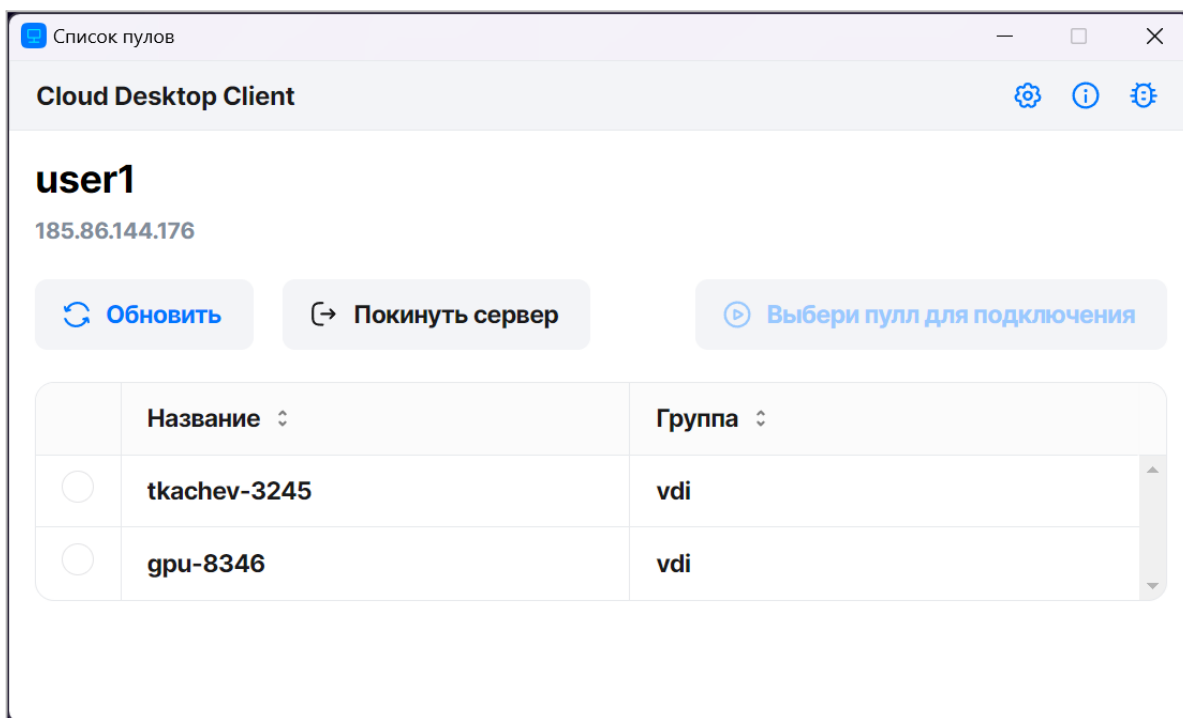 Список пулов
Cloud Desktop Client
user1
185.86.144.176
Обновить
Покинуть сервер
Выбери пулл для подключения
Название Группа
tkachev-3245 vdi
gpu-8346 vdi